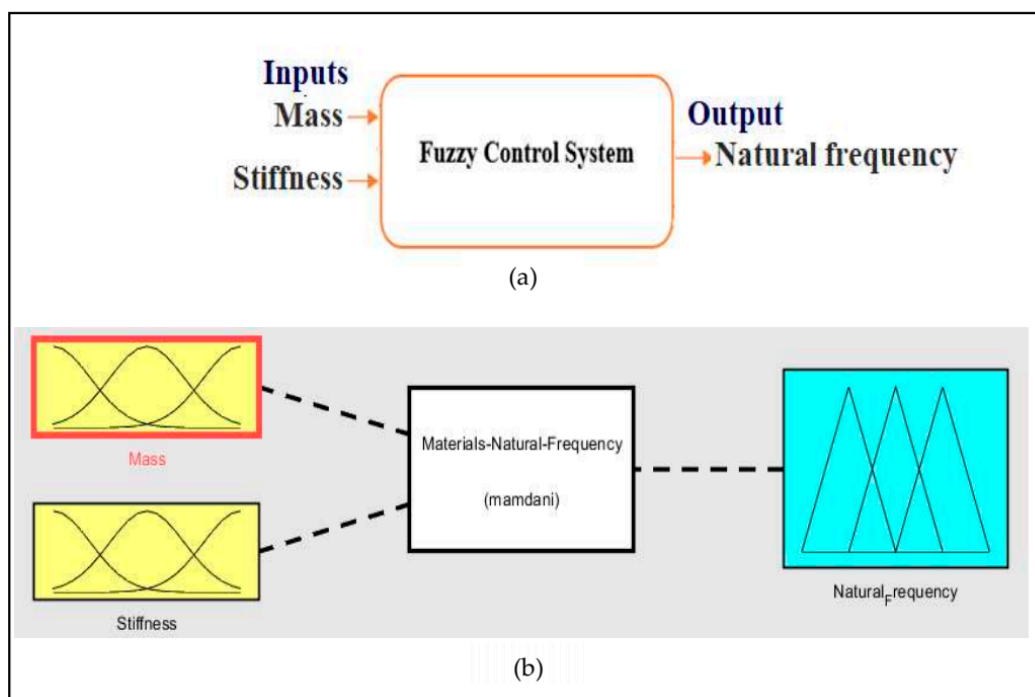 Inputs
Mass
Stiffness
Fuzzy Control System
Output
Natural frequency
(a)
Mass
Stiffness
Materials-Natural-Frequency
(mamdani)
Natural_Frequency
(b)